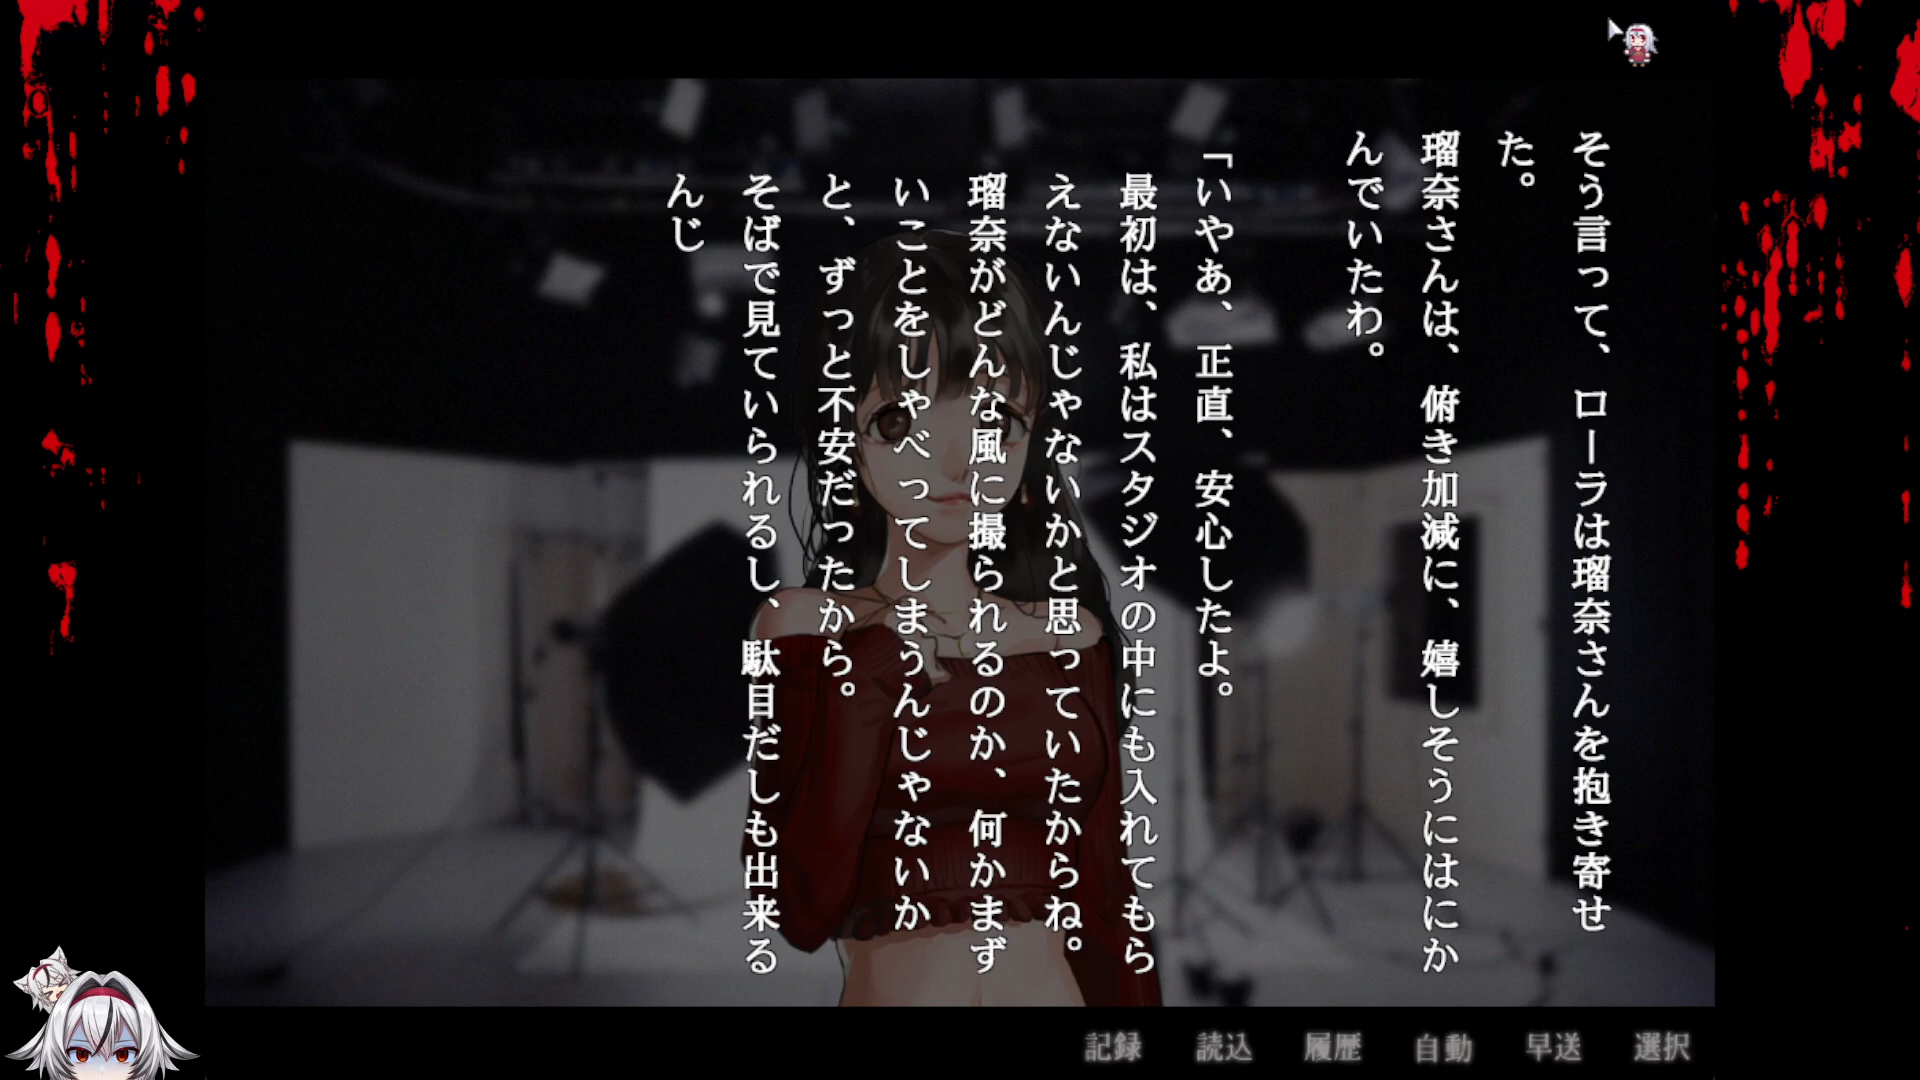 そう言って、ローラは瑠奈さんを抱き寄せ
た。
瑠奈さんは、俯き加減に、嬉しそうにはにか
んでいたわ。
「いやあ、正直、安心したよ。
最初は、私はスタジオの中にも入れてもら
えないんじゃないかと思っていたからね。
瑠奈がどんな風に撮られるのか、何かまず
いことをしゃべってしまうんじゃないか
と、ずっと不安だったから。
そばで見ていられるし、駄目だしも出来る
んじ
記録 読込 履歴 自動 早送 選択